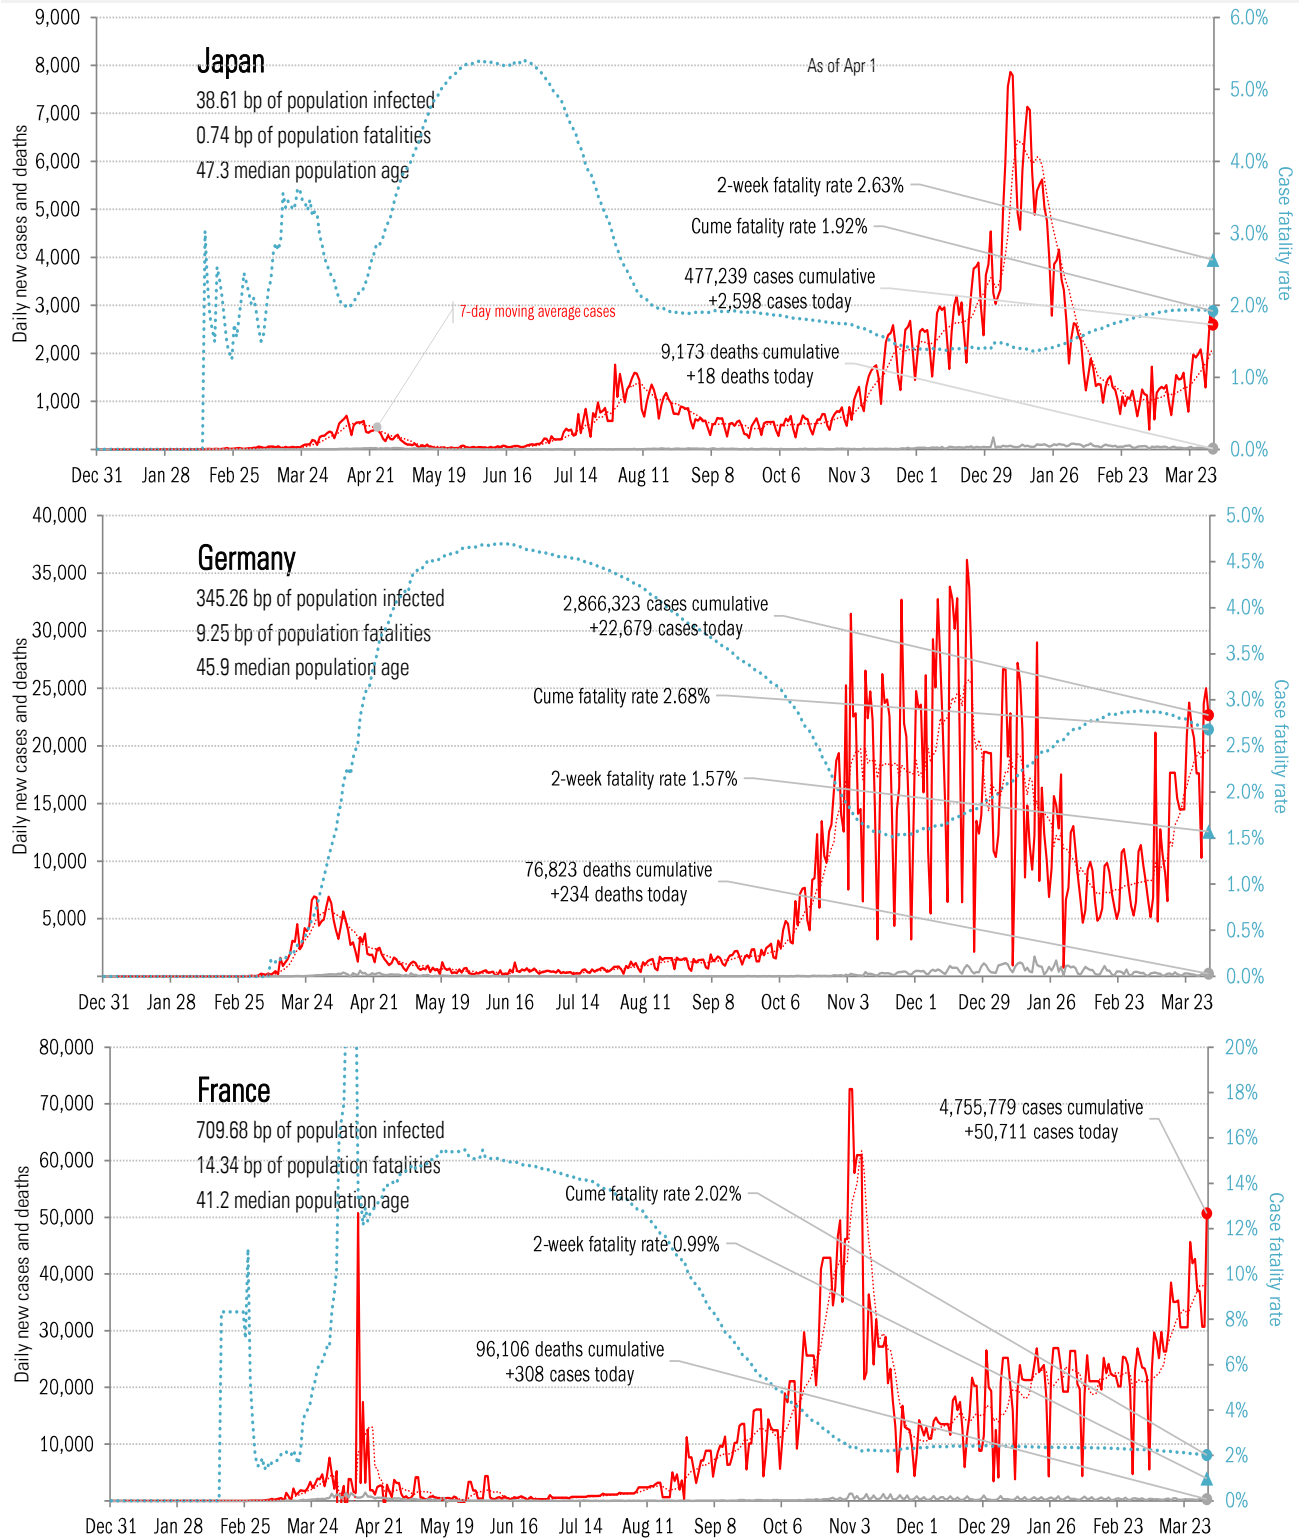 9,000
8,000
7,000
6,000
5,000
4,000
3,000
2,000
1,000
Daily new cases and deaths
Japan
38.61 bp of population infected
0.74 bp of population fatalities
47.3 median population age
As of Apr 1
7-day moving average cases
2-week fatality rate 2.63%
Cume fatality rate 1.92%
477,239 cases cumulative
+2,598 cases today
9,173 deaths cumulative
+18 deaths today
6.0%
5.0%
4.0%
3.0%
2.0%
1.0%
0.0%
Case fatality rate
Dec 31 Jan 28 Feb 25 Mar 24 Apr 21 May 19 Jun 16 Jul 14 Aug 11 Sep 8 Oct 6 Nov 3 Dec 1 Dec 29 Jan 26 Feb 23 Mar 23
40,000
35,000
30,000
25,000
20,000
15,000
10,000
5,000
Daily new cases and deaths
Germany
345.26 bp of population infected
9.25 bp of population fatalities
45.9 median population age
2,866,323 cases cumulative
+22,679 cases today
Cume fatality rate 2.68%
2-week fatality rate 1.57%
76,823 deaths cumulative
+234 deaths today
5.0%
4.5%
4.0%
3.5%
3.0%
2.5%
2.0%
1.5%
1.0%
0.5%
0.0%
Case fatality rate
Dec 31 Jan 28 Feb 25 Mar 24 Apr 21 May 19 Jun 16 Jul 14 Aug 11 Sep 8 Oct 6 Nov 3 Dec 1 Dec 29 Jan 26 Feb 23 Mar 23
80,000
70,000
60,000
50,000
40,000
30,000
20,000
10,000
Daily new cases and deaths
France
709.68 bp of population infected
14.34 bp of population fatalities
41.2 median population age
4,755,779 cases cumulative
+50,711 cases today
Cume fatality rate 2.02%
2-week fatality rate 0.99%
96,106 deaths cumulative
+308 cases today
20%
18%
16%
14%
12%
10%
8%
6%
4%
2%
0%
Case fatality rate
Dec 31 Jan 28 Feb 25 Mar 24 Apr 21 May 19 Jun 16 Jul 14 Aug 11 Sep 8 Oct 6 Nov 3 Dec 1 Dec 29 Jan 26 Feb 23 Mar 23